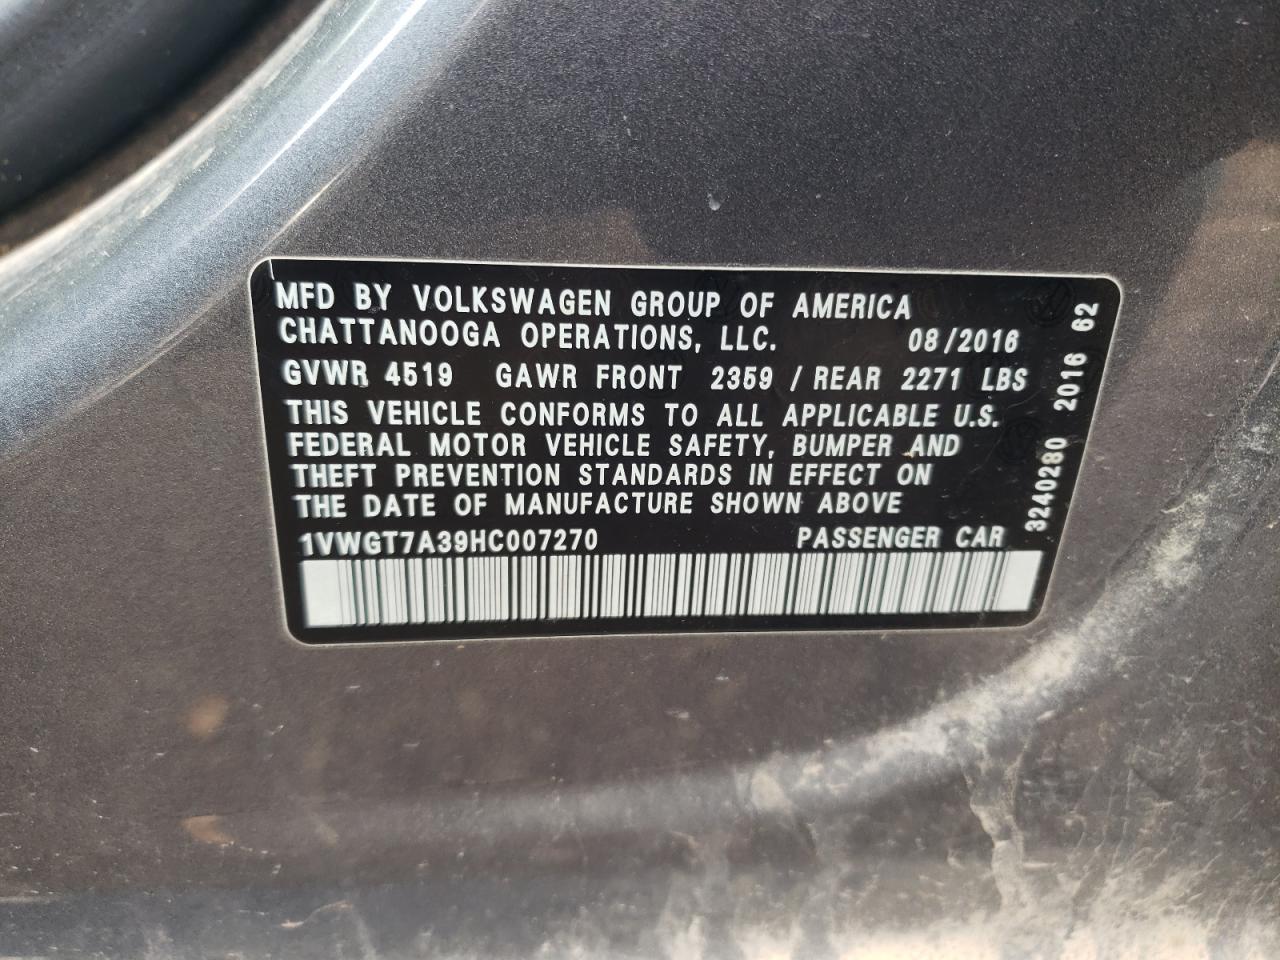 MFD BY VOLKSWAGEN GROUP OF AMERICA
CHATTANOOGA OPERATIONS, LLC. 08/2016
GVWR 4519 GAWR FRONT 2359 / REAR 2271 LBS
THIS VEHICLE CONFORMS TO ALL APPLICABLE U.S.
FEDERAL MOTOR VEHICLE SAFETY, BUMPER AND
THEFT PREVENTION STANDARDS IN EFFECT ON
THE DATE OF MANUFACTURE SHOWN ABOVE
1VWGT7A39HC007270 PASSENGER CAR
3240280 2016 62